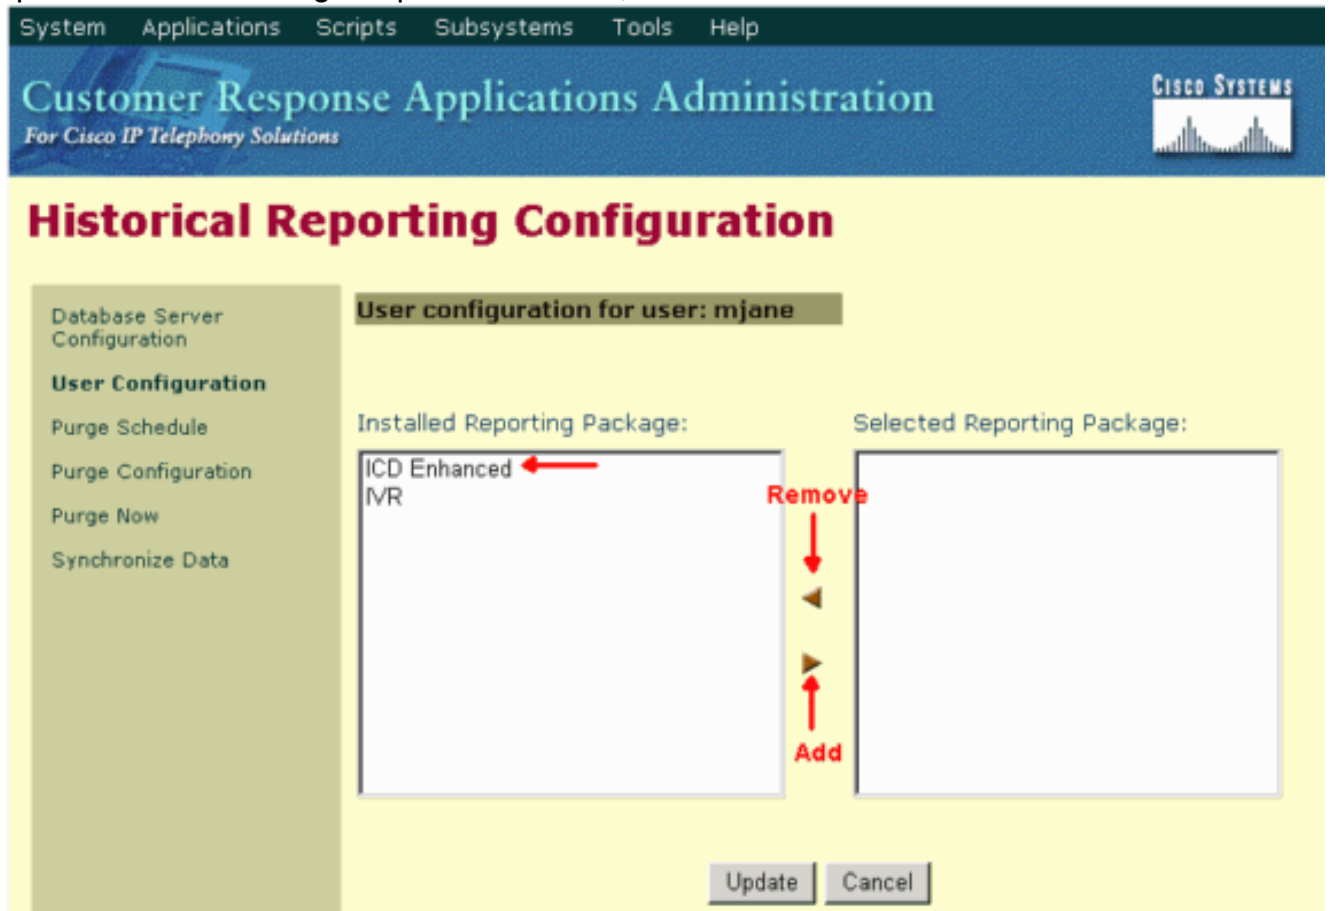 System Applications Scripts Subsystems Tools Help
Customer Response Applications Administration
For Cisco IP Telephony Solutions
CISCO SYSTEMS
Historical Reporting Configuration
Database Server
Configuration
User Configuration
Purge Schedule
Purge Configuration
Purge Now
Synchronize Data
User configuration for user: mjane
Installed Reporting Package:
ICD Enhanced
IVR
Remove
Add
Selected Reporting Package:
Update Cancel